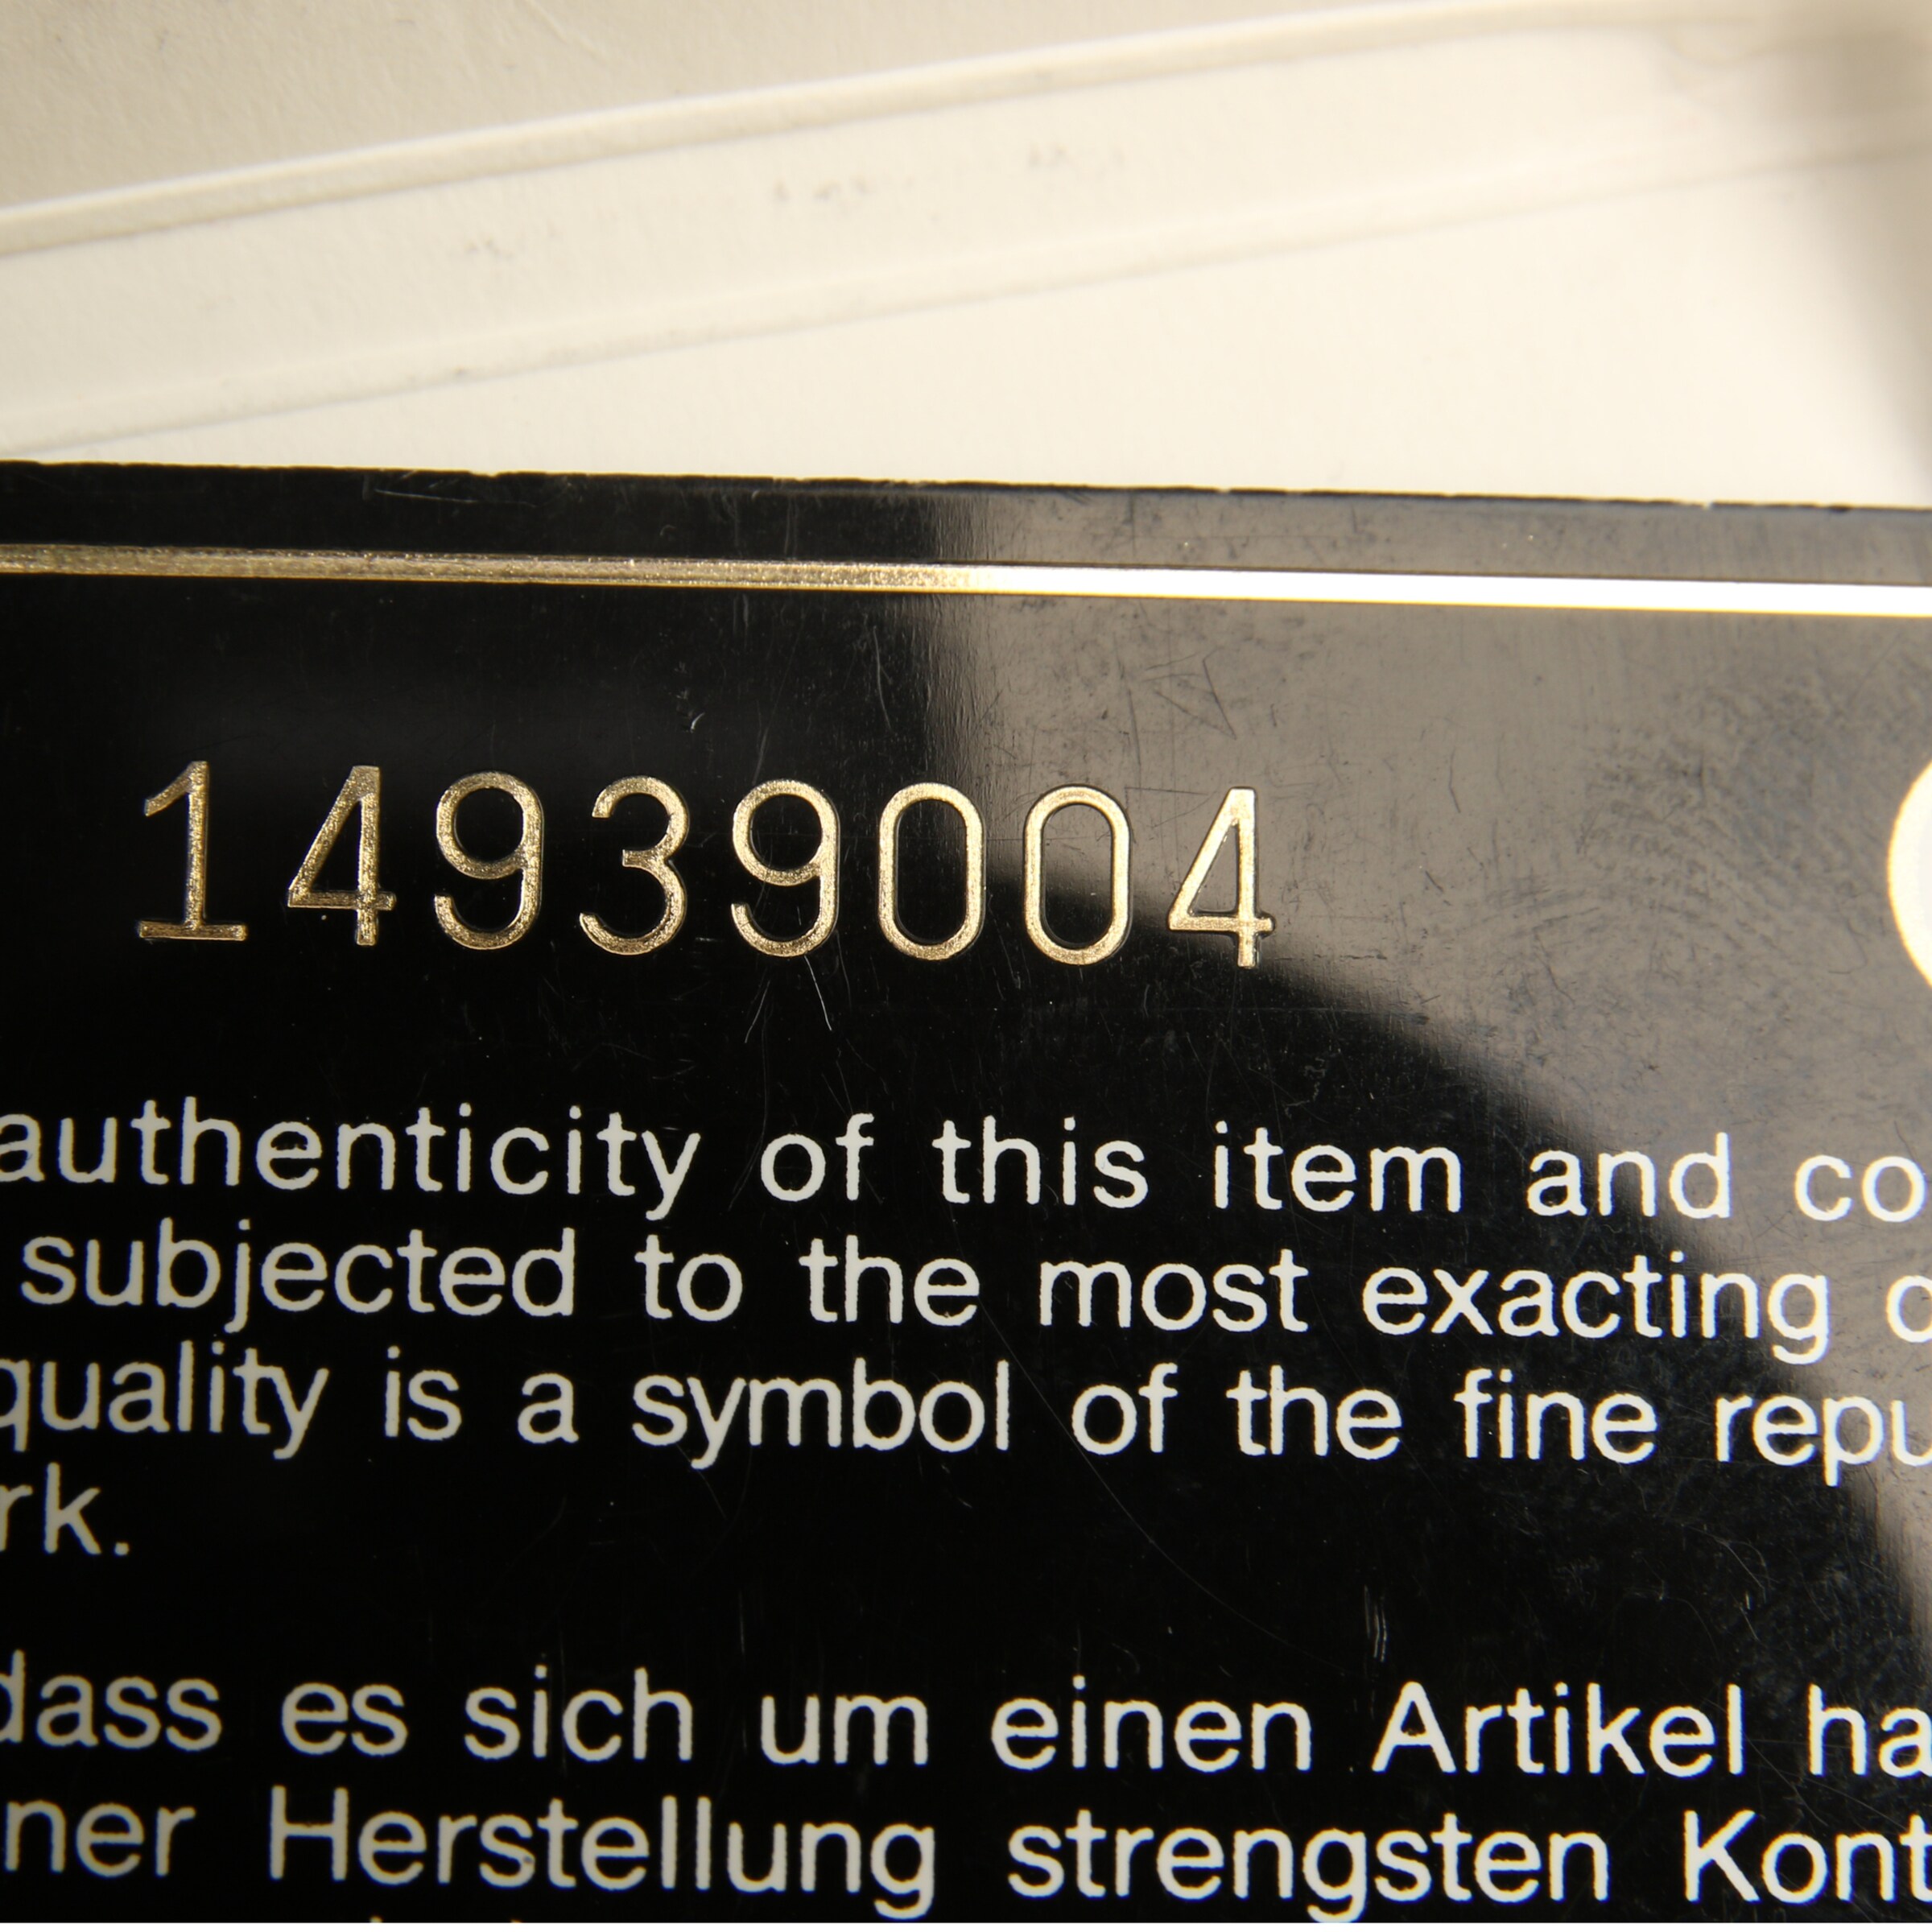 14939004
authenticity of this item and co
subjected to the most exacting
quality is a symbol of the fine repu
rk.
dass es sich um einen Artikel ha
ner Herstellung strengsten Kont